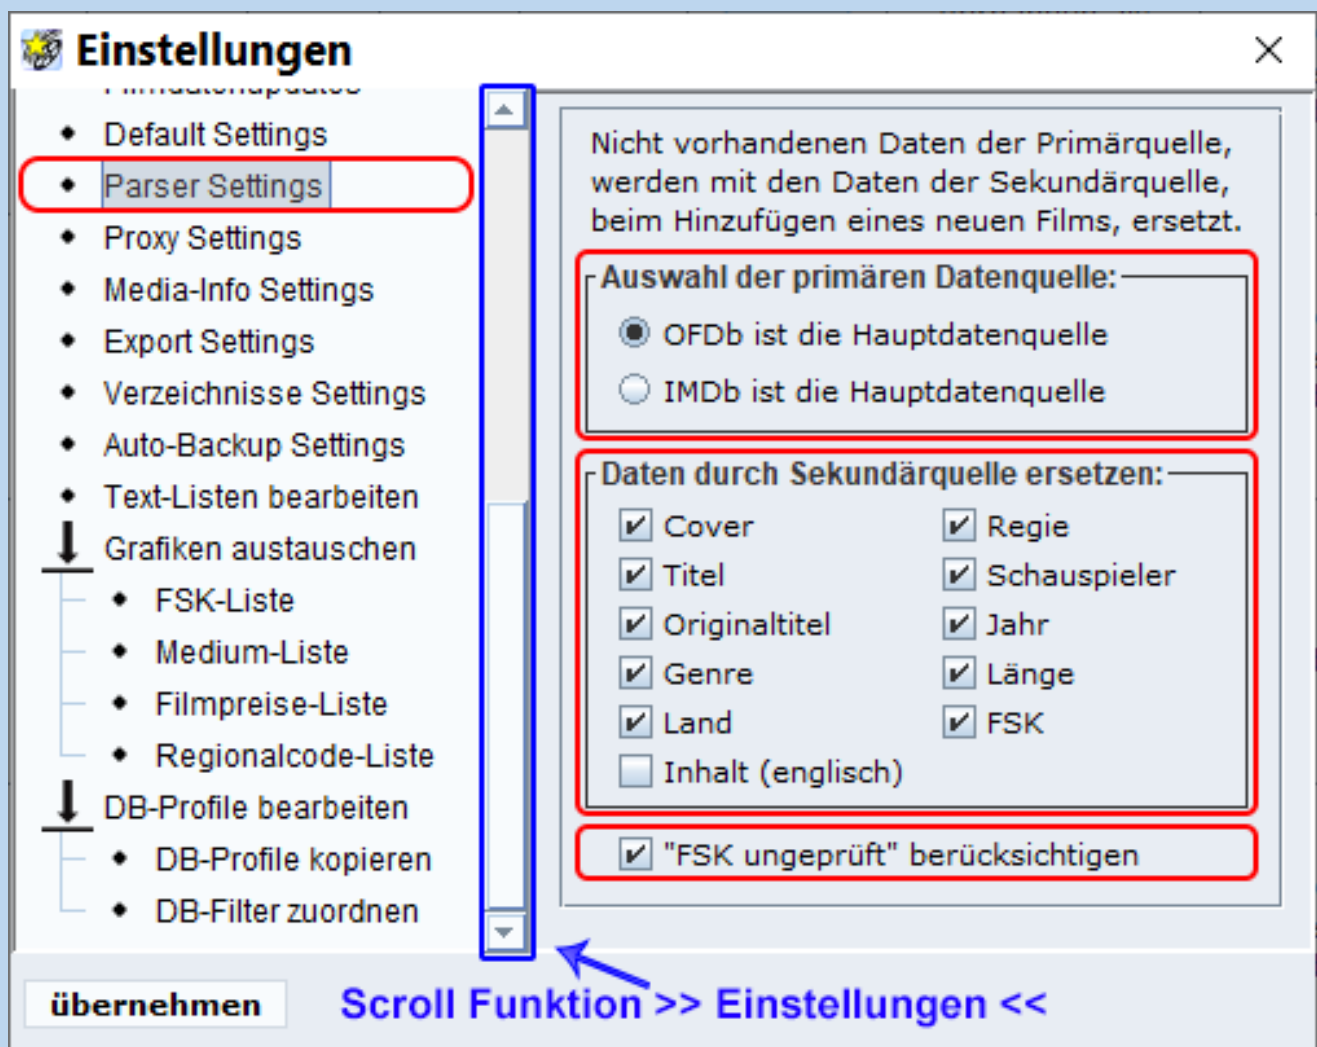 Einstellungen
Filmdatenupdates
Default Settings
Parser Settings
Proxy Settings
Media-Info Settings
Export Settings
Verzeichnisse Settings
Auto-Backup Settings
Text-Listen bearbeiten
Grafiken austauschen
FSK-Liste
Medium-Liste
Filmpreise-Liste
Regionalcode-Liste
DB-Profile bearbeiten
DB-Profile kopieren
DB-Filter zuordnen
Nicht vorhandenen Daten der Primärquelle,
werden mit den Daten der Sekundärquelle,
beim Hinzufügen eines neuen Films, ersetzt.
Auswahl der primären Datenquelle:
OFDb ist die Hauptdatenquelle
IMDb ist die Hauptdatenquelle
Daten durch Sekundärquelle ersetzen:
Cover
Regie
Titel
Schauspieler
Originaltitel
Jahr
Genre
Länge
Land
FSK
Inhalt (englisch)
"FSK ungeprüft" berücksichtigen
übernehmen
Scroll Funktion >> Einstellungen <<